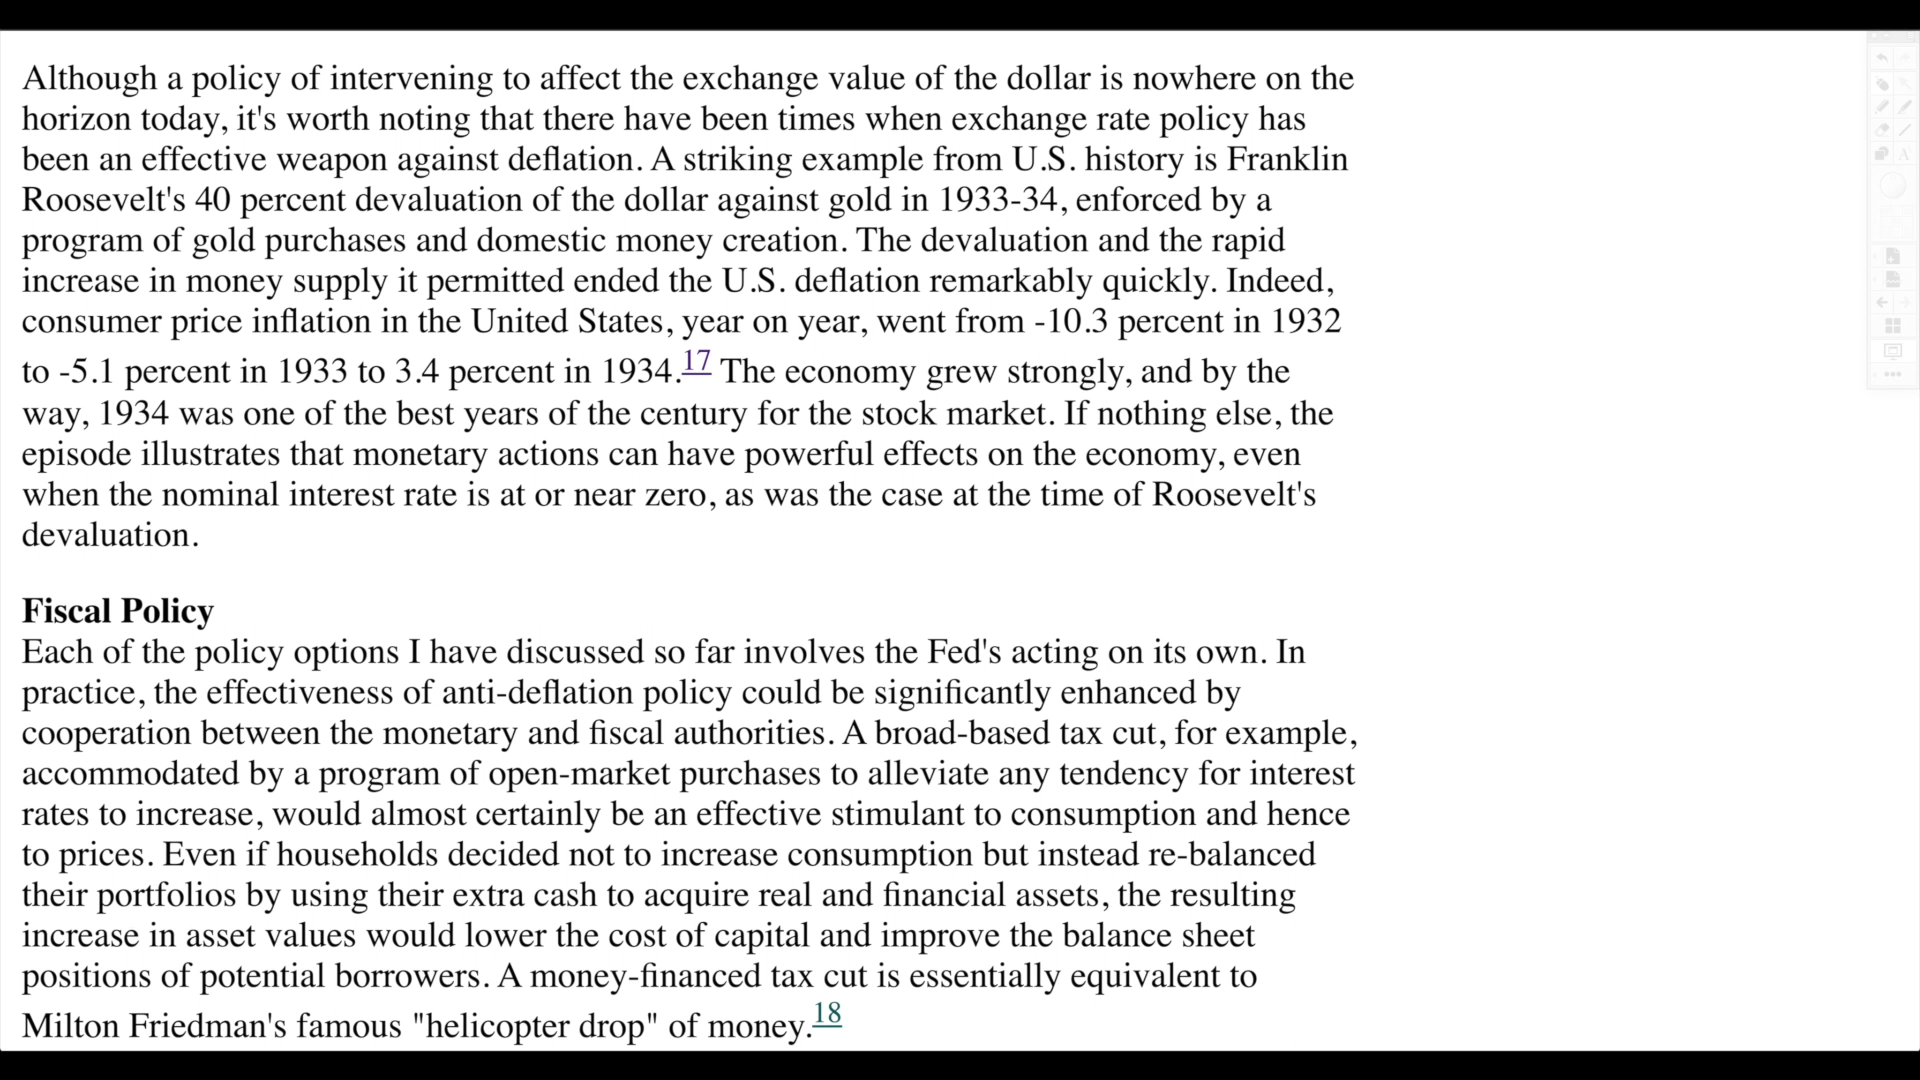 Although a policy of intervening to affect the exchange value of the dollar is nowhere on the
horizon today, it's worth noting that there have been times when exchange rate policy has
been an effective weapon against deflation. A striking example from U.S. history is Franklin
Roosevelt's 40 percent devaluation of the dollar against gold in 1933-34, enforced by a
program of gold purchases and domestic money creation. The devaluation and the rapid
increase in money supply it permitted ended the U.S. deflation remarkably quickly. Indeed,
consumer price inflation in the United States, year on year, went from -10.3 percent in 1932
to -5.1 percent in 1933 to 3.4 percent in 1934.17 The economy grew strongly, and by the
way, 1934 was one of the best years of the century for the stock market. If nothing else, the
episode illustrates that monetary actions can have powerful effects on the economy, even
when the nominal interest rate is at or near zero, as was the case at the time of Roosevelt's
devaluation.
Fiscal Policy
Each of the policy options I have discussed so far involves the Fed's acting on its own. In
practice, the effectiveness of anti-deflation policy could be significantly enhanced by
cooperation between the monetary and fiscal authorities. A broad-based tax cut, for example,
accommodated by a program of open-market purchases to alleviate any tendency for interest
rates to increase, would almost certainly be an effective stimulant to consumption and hence
to prices. Even if households decided not to increase consumption but instead re-balanced
their portfolios by using their extra cash to acquire real and financial assets, the resulting
increase in asset values would lower the cost of capital and improve the balance sheet
positions of potential borrowers. A money-financed tax cut is essentially equivalent to
Milton Friedman's famous "helicopter drop" of money.18